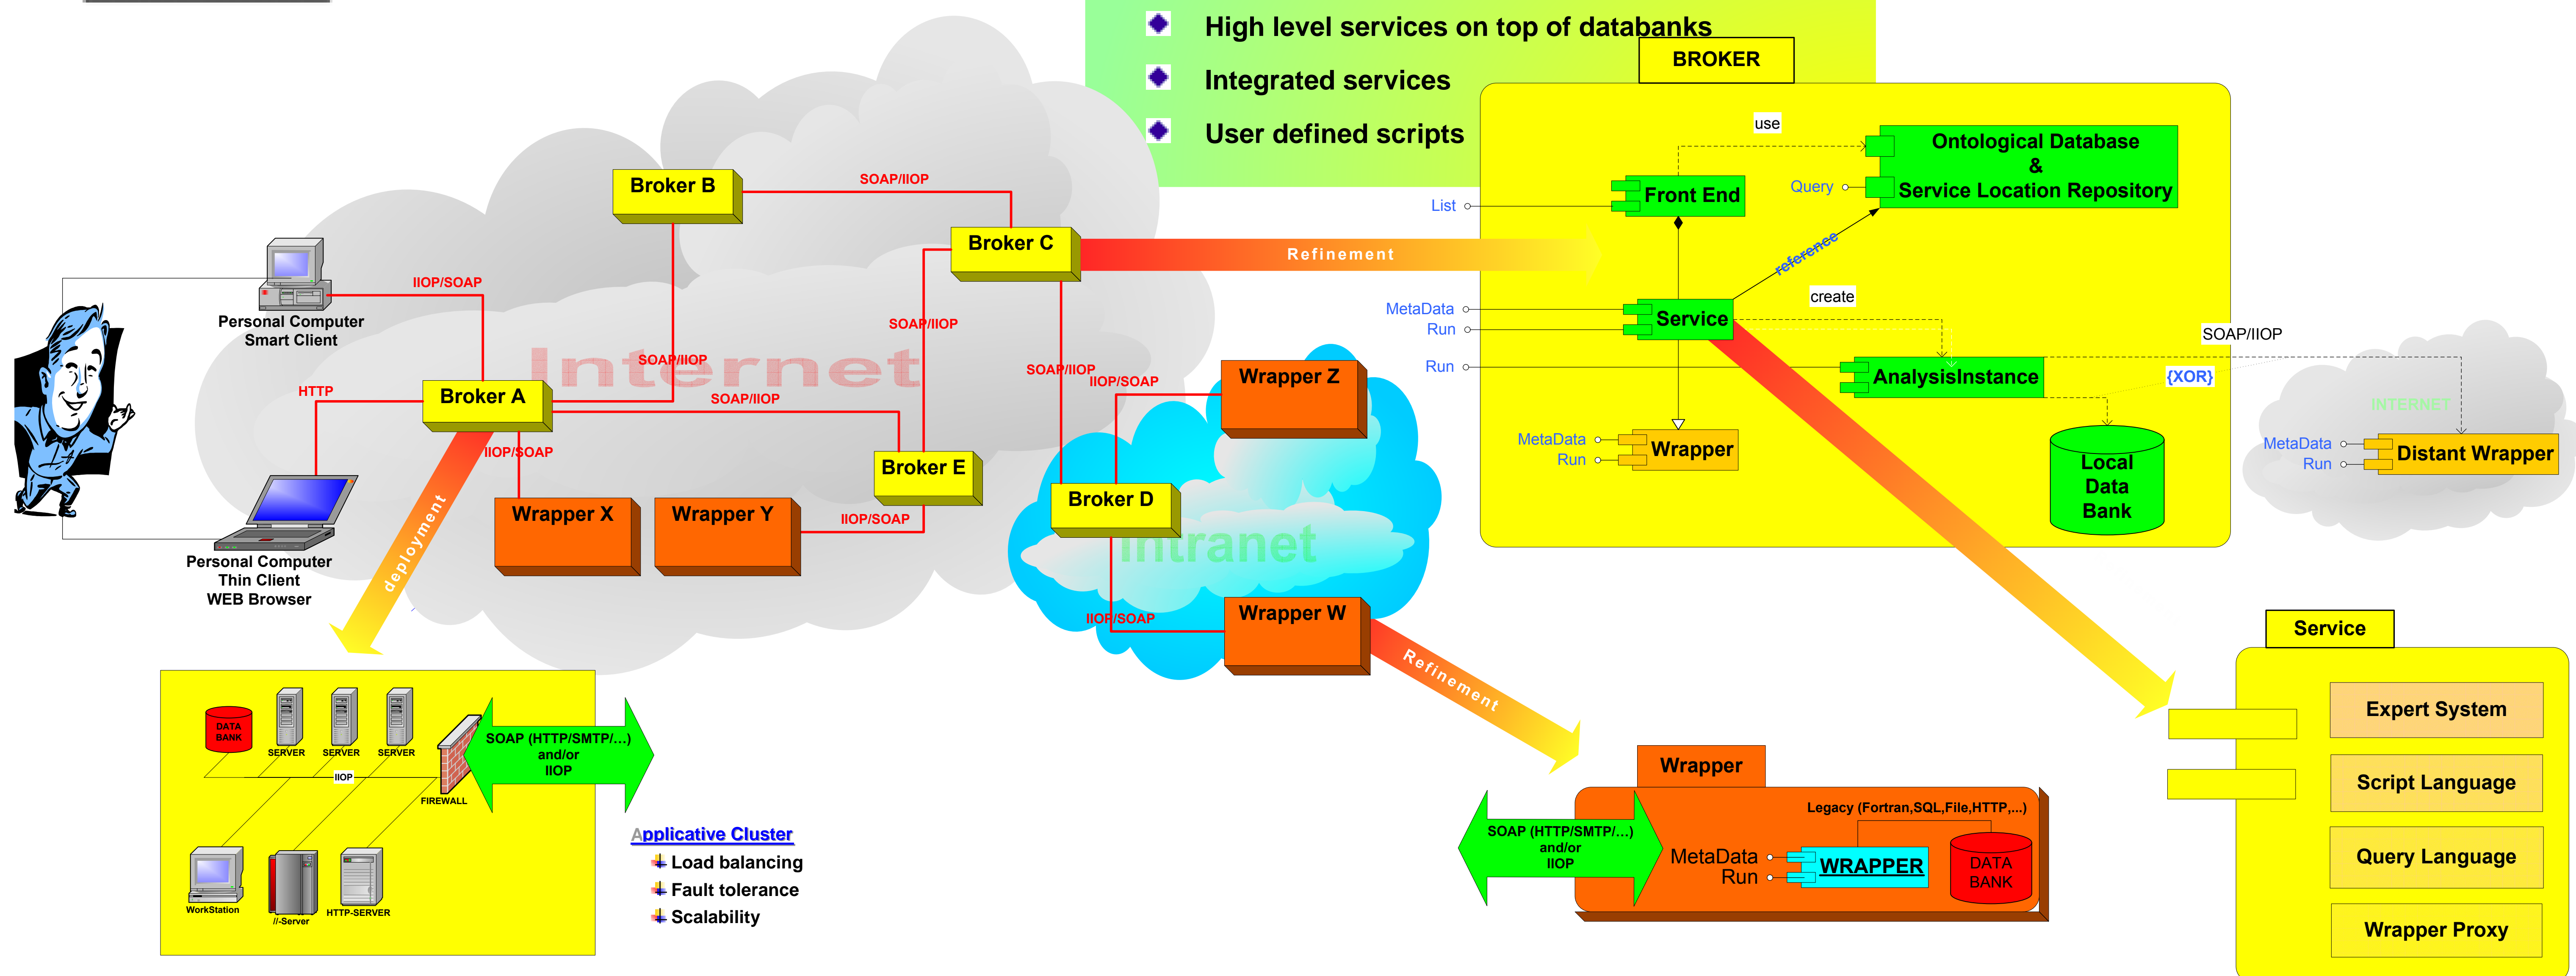 High level services on top of databanks
Integrated services
User defined scripts
BROKER
use
Ontological Database
&
Service Location Repository
Query
Front End
List
reference
MetaData
Run
Service
create
Run
AnalysisInstance
SOAP/IIOP
{XOR}
INTERNET
MetaData
Run
Wrapper
Local
Data
Bank
MetaData
Run
Distant Wrapper
Broker B
SOAP/IIOP
Broker C
Refinement
IIOP/SOAP
Personal Computer
Smart Client
SOAP/IIOP
Internet
SOAP/IIOP
SOAP/IIOP
IIOP/SOAP
Wrapper Z
HTTP
Broker A
SOAP/IIOP
IIOP/SOAP
Broker E
Broker D
Wrapper X
Wrapper Y
IIOP/SOAP
Intranet
deployment
Personal Computer
Thin Client
WEB Browser
IIOP/SOAP
Wrapper W
Refinement
DATA
BANK
SERVER
SERVER
SERVER
IIOP
FIREWALL
SOAP (HTTP/SMTP/...)
and/or
IIOP
WorkStation
//-Server
HTTP-SERVER
Applicative Cluster
Load balancing
Fault tolerance
Scalability
Wrapper
SOAP (HTTP/SMTP/...)
and/or
IIOP
Legacy (Fortran,SQL,File,HTTP,...)
MetaData
Run
WRAPPER
DATA
BANK
Service
Expert System
Script Language
Query Language
Wrapper Proxy